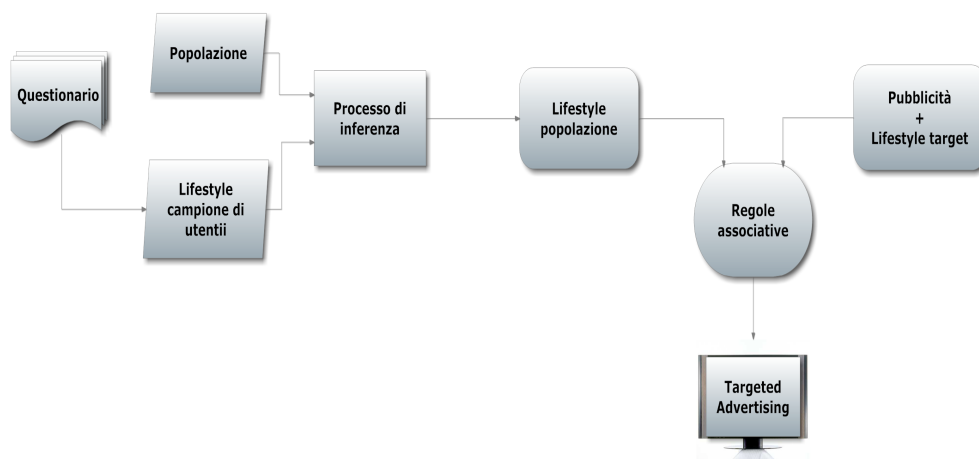 Questionario
Popolazione
Lifestyle
campione di
utentii
Processo di
inferenza
Lifestyle
popolazione
Pubblicità
+
Lifestyle target
Regole
associative
Targeted
Advertising